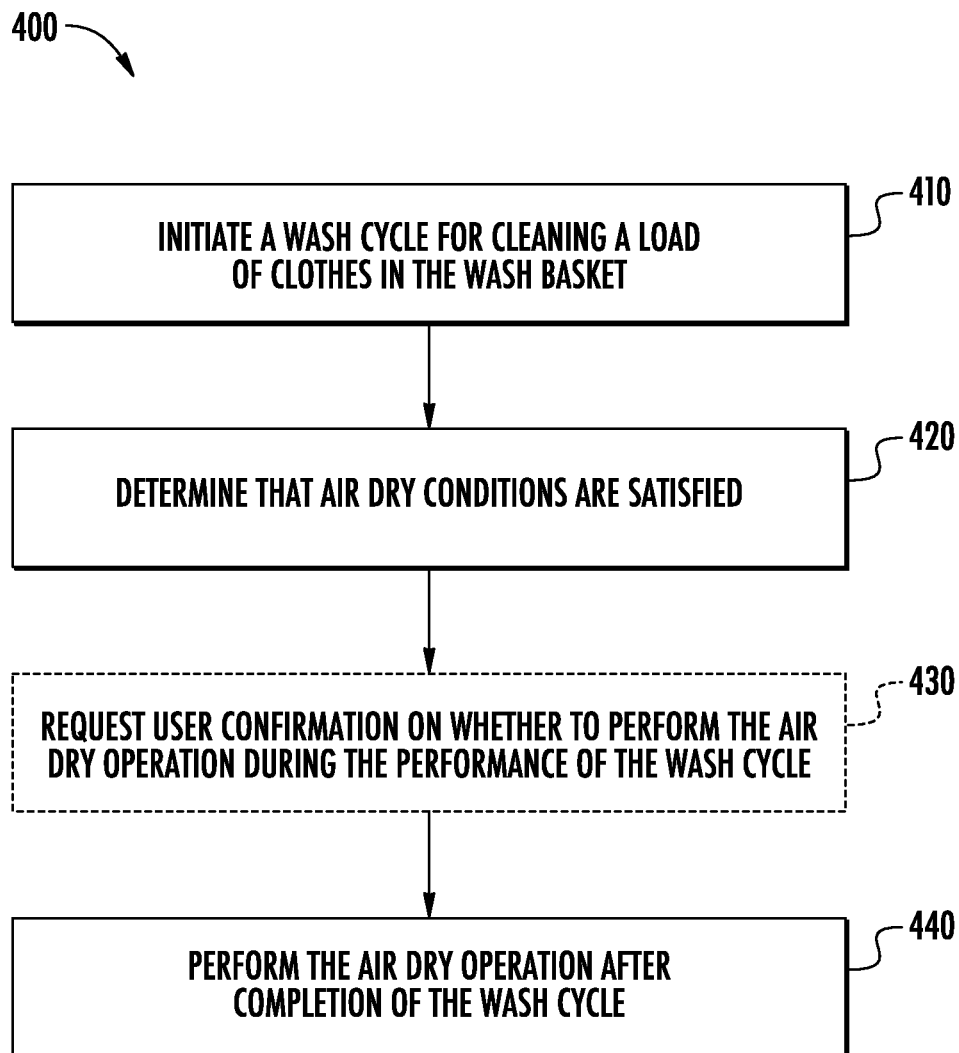 400
410
INITIATE A WASH CYCLE FOR CLEANING A LOAD
OF CLOTHES IN THE WASH BASKET
420
DETERMINE THAT AIR DRY CONDITIONS ARE SATISFIED
430
REQUEST USER CONFIRMATION ON WHETHER TO PERFORM THE AIR
DRY OPERATION DURING THE PERFORMANCE OF THE WASH CYCLE
440
PERFORM THE AIR DRY OPERATION AFTER
COMPLETION OF THE WASH CYCLE